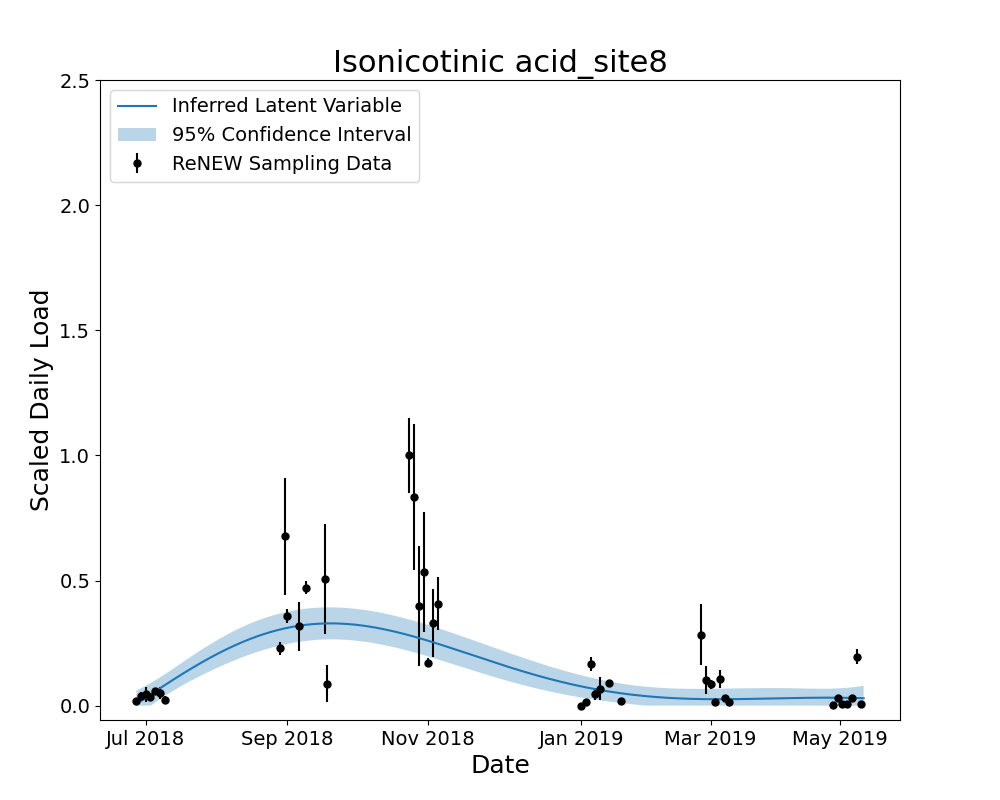 Isonicotinic acid_site8
2.5
Inferred Latent Variable
95% Confidence Interval
ReNEW Sampling Data
2.0
1.5
1.0
0.5
0.0
Scaled Daily Load
Jul 2018 Sep 2018 Nov 2018 Jan 2019 Mar 2019 May 2019
Date